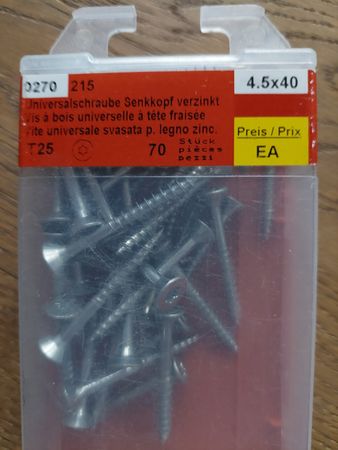 0270 215 4.5x40
Universalschraube Senkkopf verzinkt
Vis à bois universelle à tête fraisée
Vite universale svasata p. legno zinc.
T25 70 Stück
pièces
pezzi
Preis / Prix
EA